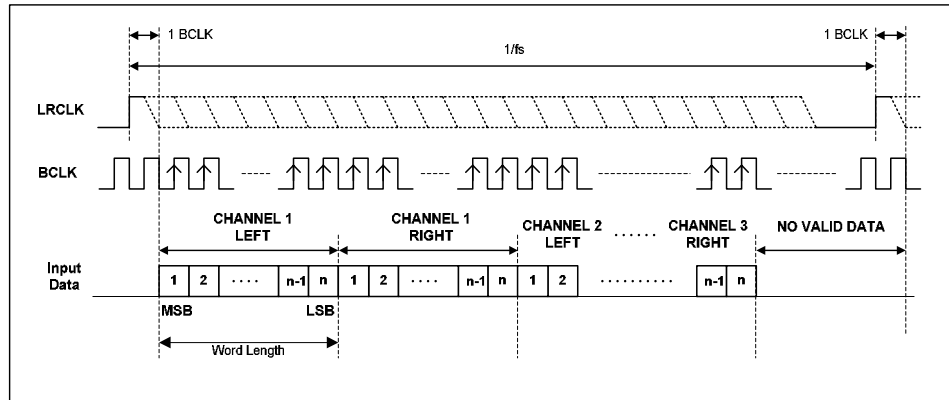 1 BCLK
1/fs
1 BCLK
LRCLK
BCLK
CHANNEL 1 LEFT
CHANNEL 1 RIGHT
CHANNEL 2 LEFT
CHANNEL 3 RIGHT
NO VALID DATA
Input Data
1 2 n-1 n 1 2 n-1 n 1 2 n-1 n
MSB LSB
Word Length